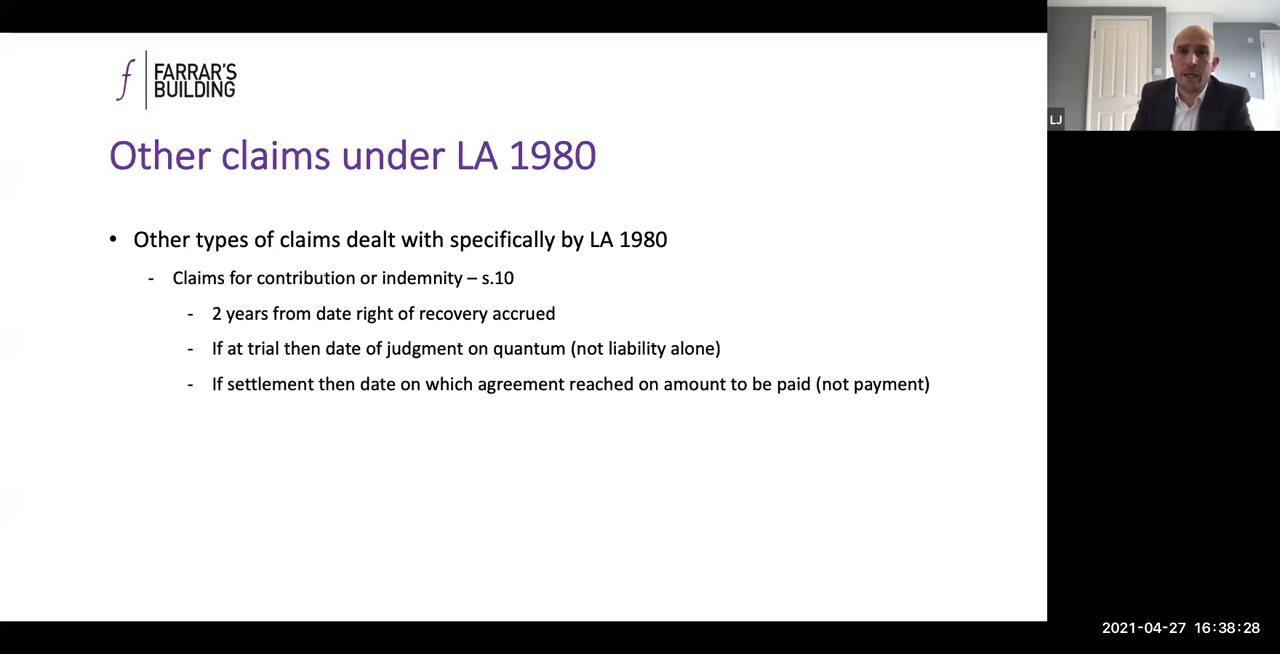 f
FARRAR'S
BUILDING
Other claims under LA 1980
• Other types of claims dealt with specifically by LA 1980
- Claims for contribution or indemnity – s.10
- 2 years from date right of recovery accrued
- If at trial then date of judgment on quantum (not liability alone)
- If settlement then date on which agreement reached on amount to be paid (not payment)
LJ
2021-04-27 16:38:28